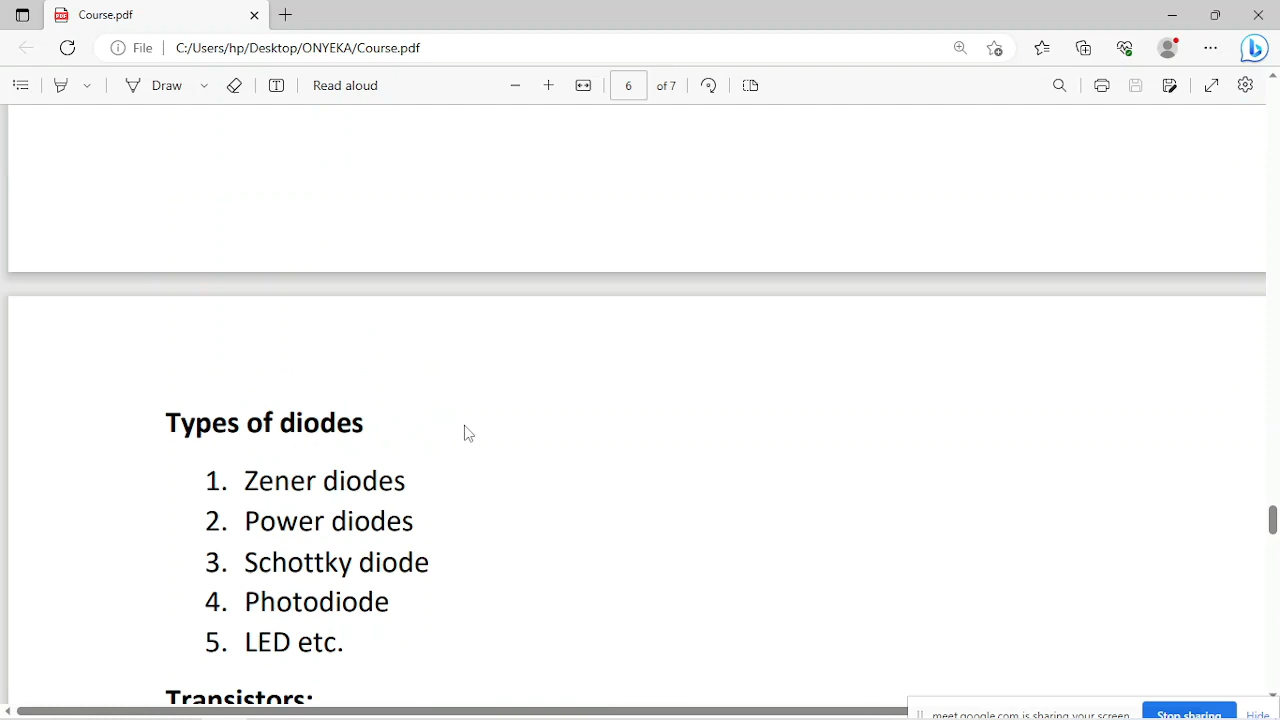 Course.pdf
File
C:/Users/hp/Desktop/ONYEKA/Course.pdf
Draw
Read aloud
6 of 7
Types of diodes
1. Zener diodes
2. Power diodes
3. Schottky diode
4. Photodiode
5. LED etc.
Transistors:
meet.google.com is sharing your screen. Stop sharing Hide